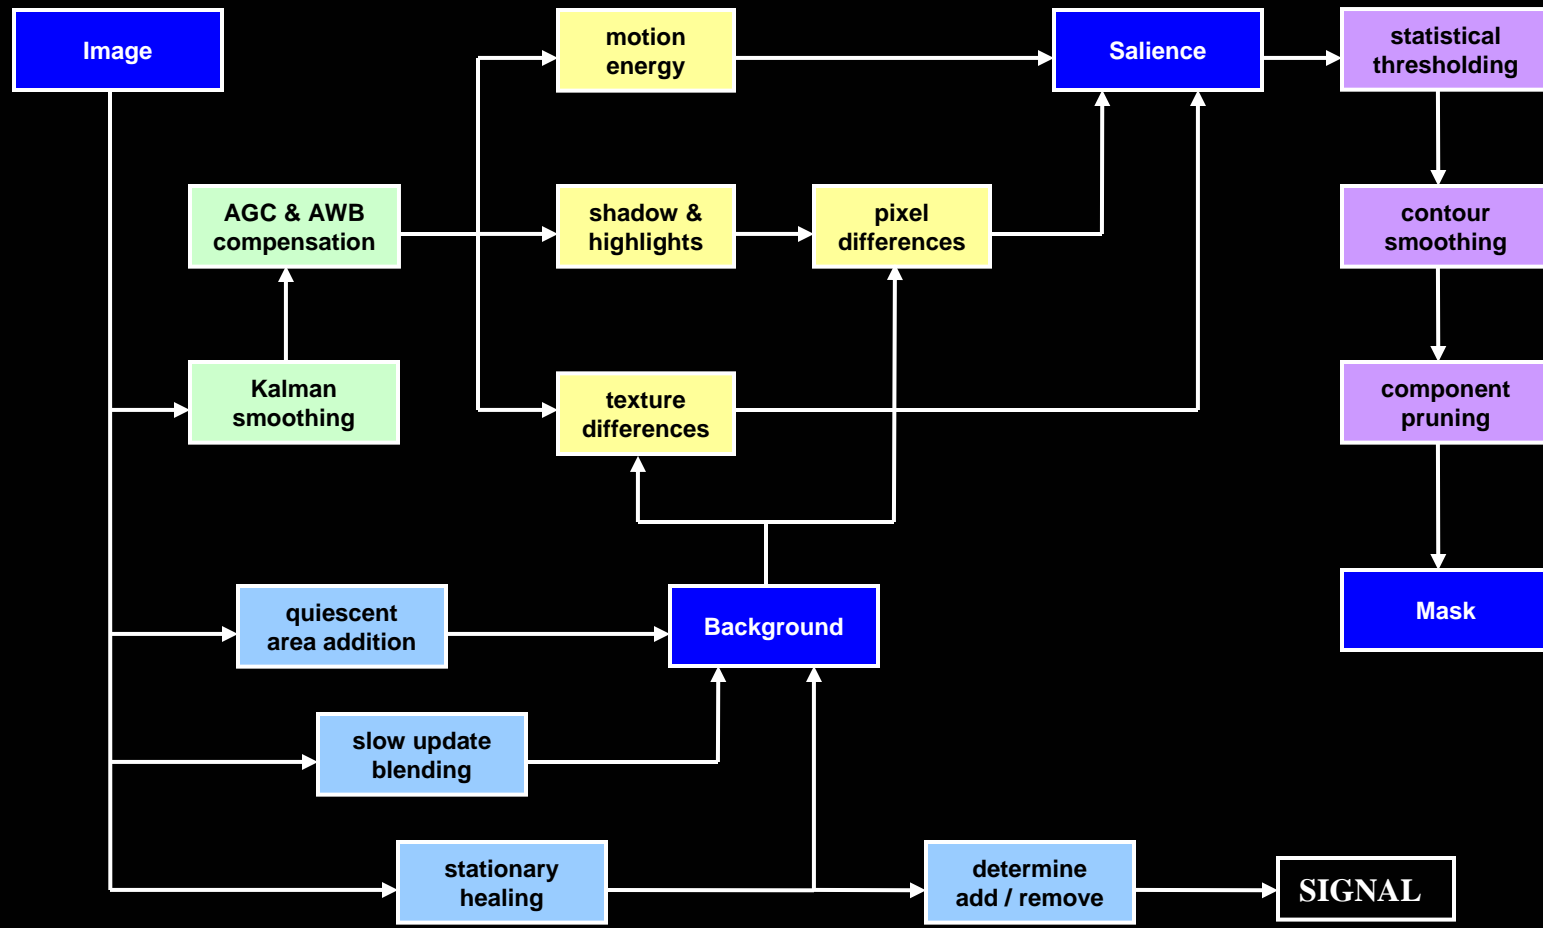 Image
motion
energy
Salience
statistical
thresholding
AGC & AWB
compensation
shadow &
highlights
pixel
differences
contour
smoothing
Kalman
smoothing
texture
differences
component
pruning
quiescent
area addition
Background
Mask
slow update
blending
stationary
healing
determine
add / remove
SIGNAL